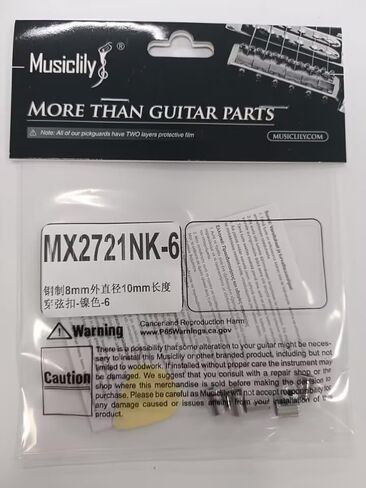 Musiclily®
MORE THAN GUITAR PARTS
Note: All of our pickguards have TWO layers protective film
MUSICLILY.COM
MX2721NK-6
铜制8mm外直径10mm长度
穿弦扣-镍色-6
Warning
Cancer and Reproduction Harm
www.P65Warnings.ca.gov
Caution
There is a possibility that some alteration to your guitar might be neces-
sary to install this Musiclily or other branded product, including but not
limited to woodwork. If installed without proper care the instrument may
be damaged. We suggest that you consult with a repair shop or the
shop where this merchandise is sold before making the decision to
purchase. Please be careful as Musiclily will not accept responsibility for
any damage caused or issues arising from your installation of the
product.